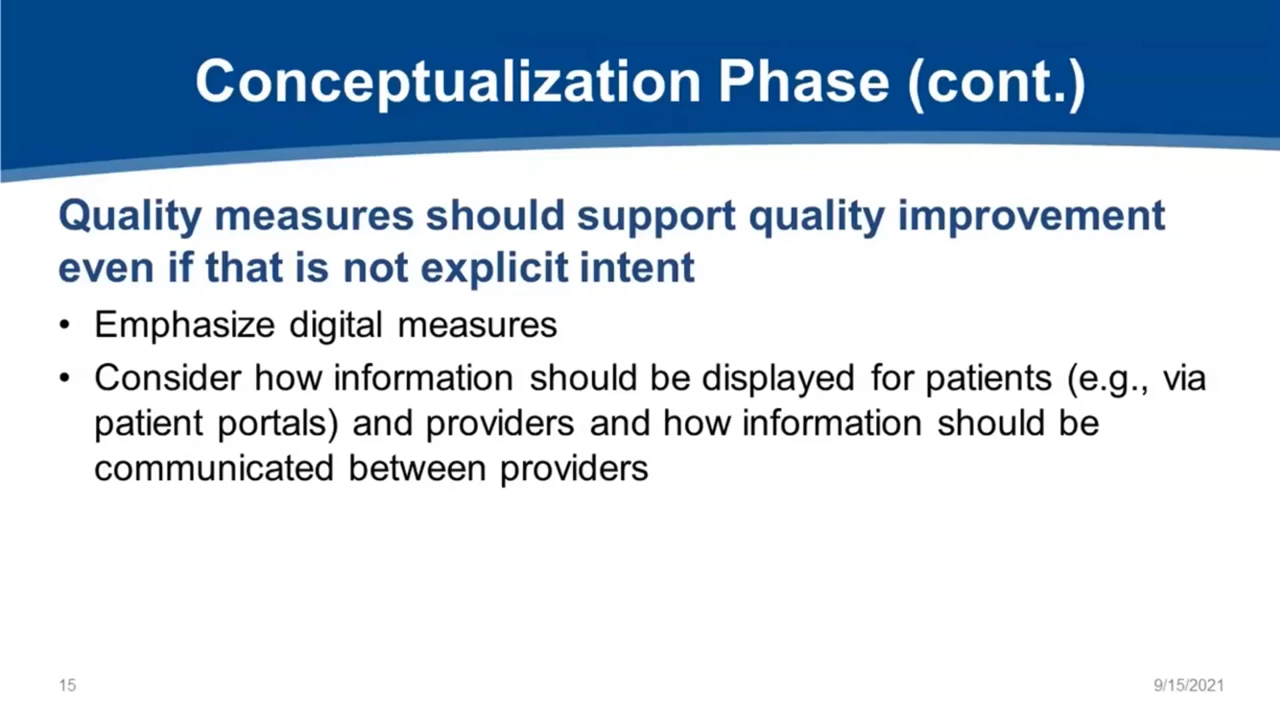 Conceptualization Phase (cont.)
Quality measures should support quality improvement
even if that is not explicit intent
• Emphasize digital measures
• Consider how information should be displayed for patients (e.g., via
patient portals) and providers and how information should be
communicated between providers
15
9/15/2021